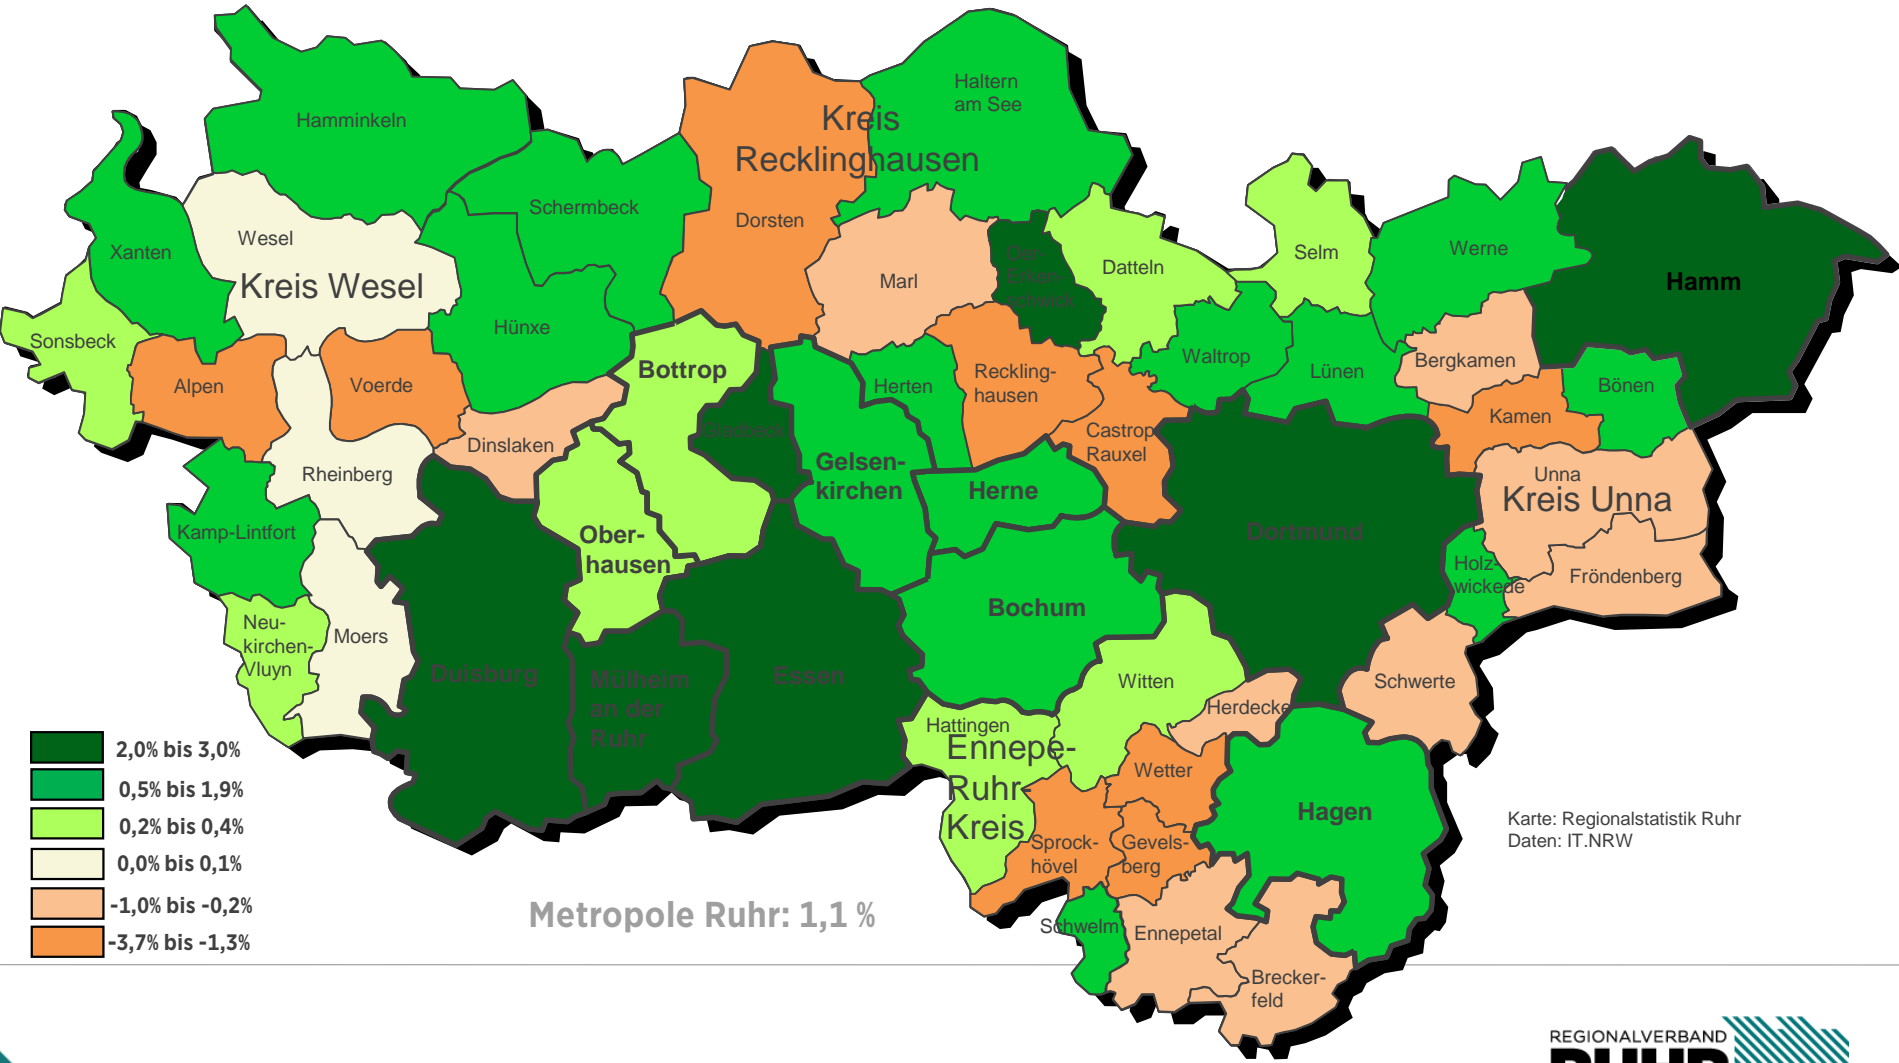 Hamminkeln
Haltern
am See
Kreis
Recklinghausen
Schermbeck
Dorsten
Xanten
Wesel
Kreis Wesel
Marl
Oer-
Erken-
schwick
Datteln
Selm
Werne
Hamm
Sonsbeck
Hünxe
Alpen
Voerde
Bottrop
Herten
Reckling-
hausen
Waltrop
Lünen
Bergkamen
Bönen
Kamen
Dinslaken
Gladbeck
Gelsen-
kirchen
Castrop
Rauxel
Rheinberg
Herne
Unna
Kreis Unna
Kamp-Lintfort
Ober-
hausen
Dortmund
Holz-
wickede
Fröndenberg
Bochum
Neu-
kirchen-
Vluyn
Moers
Duisburg
Mülheim
an der
Ruhr
Essen
Witten
Herdecke
Schwerte
Hattingen
Ennepe-
Ruhr-
Kreis
Wetter
Hagen
Sprock-
hövel
Gevels-
berg
Schwelm
Ennepetal
Brecker-
feld
2,0% bis 3,0%
0,5% bis 1,9%
0,2% bis 0,4%
0,0% bis 0,1%
-1,0% bis -0,2%
-3,7% bis -1,3%
Metropole Ruhr: 1,1 %
Karte: Regionalstatistik Ruhr
Daten: IT.NRW
REGIONALVERBAND
RUHR